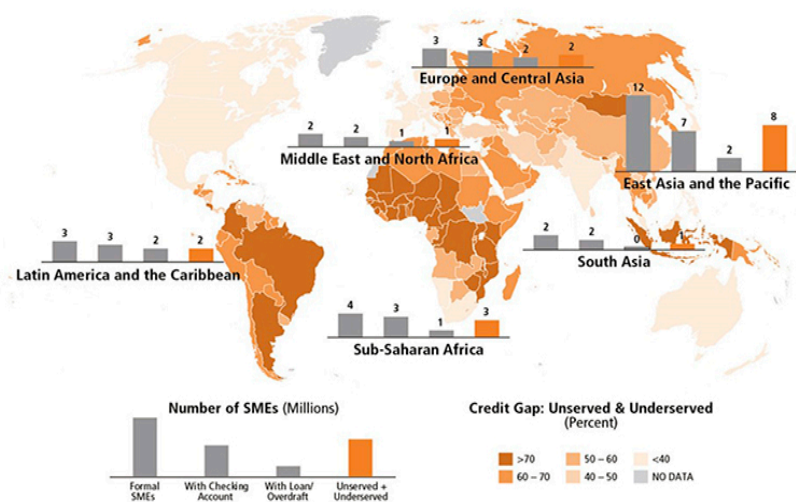 3 3 2 2
Europe and Central Asia
12 7 2 8
East Asia and the Pacific
2 2 1 1
Middle East and North Africa
2 2 0 1
South Asia
3 3 2 2
Latin America and the Caribbean
4 3 1 3
Sub-Saharan Africa
Number of SMEs (Millions)
Formal SMEs
With Checking Account
With Loan/ Overdraft
Unserved + Underserved
Credit Gap: Unserved & Underserved
(Percent)
>70 50 – 60 <40
60 – 70 40 – 50 NO DATA